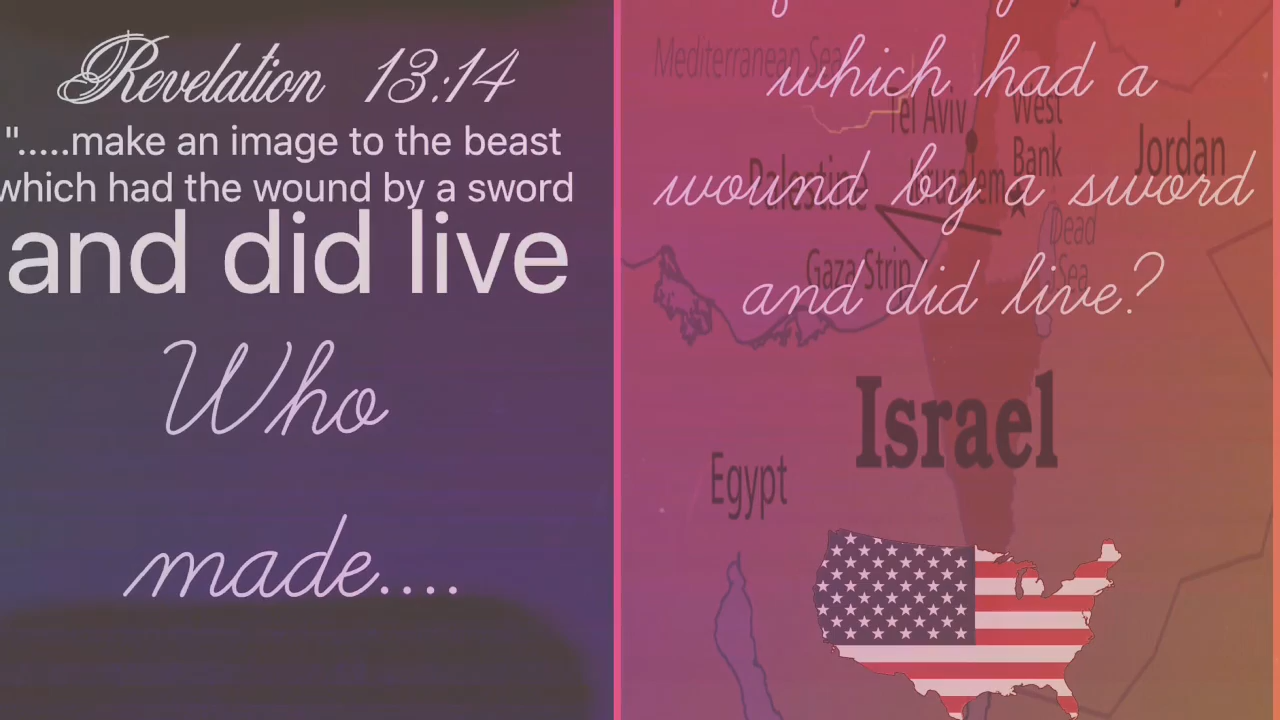 Revelation 13:14
".....make an image to the beast
which had the wound by a sword
and did live
Who
made....
which had a
wound by a sword
and did live?
Mediterranean Sea
Tel Aviv
West
Bank
Jordan
Palestine
Jerusalem
Dead
Sea
Gaza Strip
Israel
Egypt